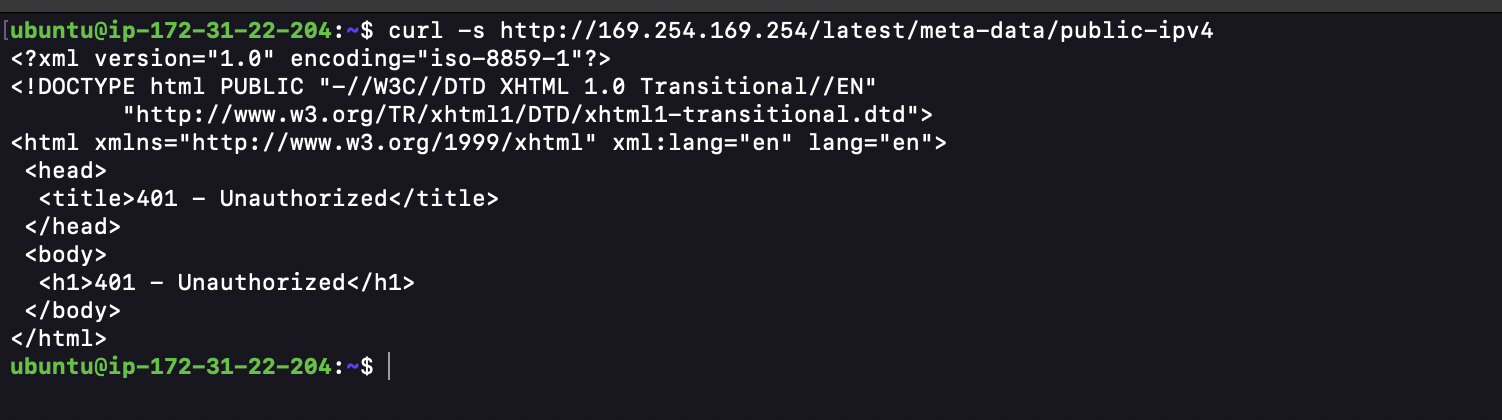 [ubuntu@ip-172-31-22-204:~$ curl -s http://169.254.169.254/latest/meta-data/public-ipv4
<?xml version="1.0" encoding="iso-8859-1"?>
<!DOCTYPE html PUBLIC "-//W3C//DTD XHTML 1.0 Transitional//EN"
        "http://www.w3.org/TR/xhtml1/DTD/xhtml1-transitional.dtd">
<html xmlns="http://www.w3.org/1999/xhtml" xml:lang="en" lang="en">
 <head>
  <title>401 - Unauthorized</title>
 </head>
 <body>
  <h1>401 - Unauthorized</h1>
 </body>
</html>
ubuntu@ip-172-31-22-204:~$